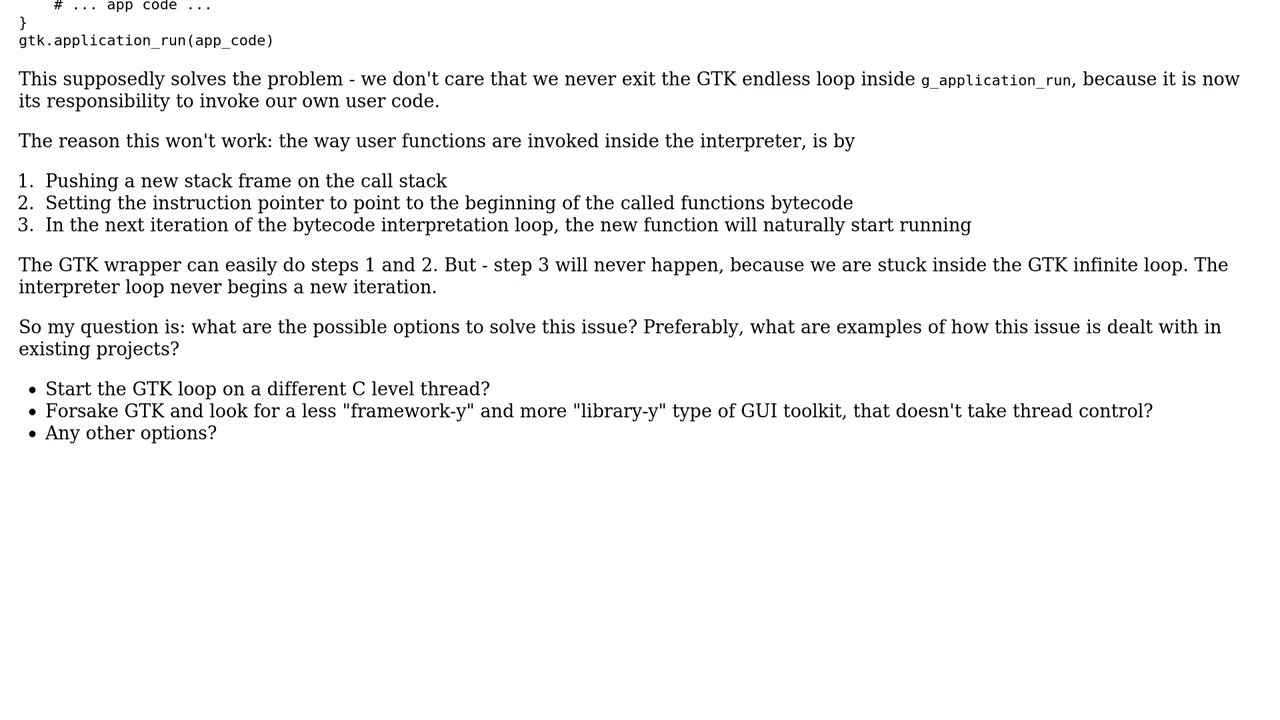 # ... app code ...
}
gtk.application_run(app_code)
This supposedly solves the problem - we don't care that we never exit the GTK endless loop inside g_application_run, because it is now
its responsibility to invoke our own user code.
The reason this won't work: the way user functions are invoked inside the interpreter, is by
1. Pushing a new stack frame on the call stack
2. Setting the instruction pointer to point to the beginning of the called functions bytecode
3. In the next iteration of the bytecode interpretation loop, the new function will naturally start running
The GTK wrapper can easily do steps 1 and 2. But - step 3 will never happen, because we are stuck inside the GTK infinite loop. The
interpreter loop never begins a new iteration.
So my question is: what are the possible options to solve this issue? Preferably, what are examples of how this issue is dealt with in
existing projects?
• Start the GTK loop on a different C level thread?
• Forsake GTK and look for a less "framework-y" and more "library-y" type of GUI toolkit, that doesn't take thread control?
• Any other options?